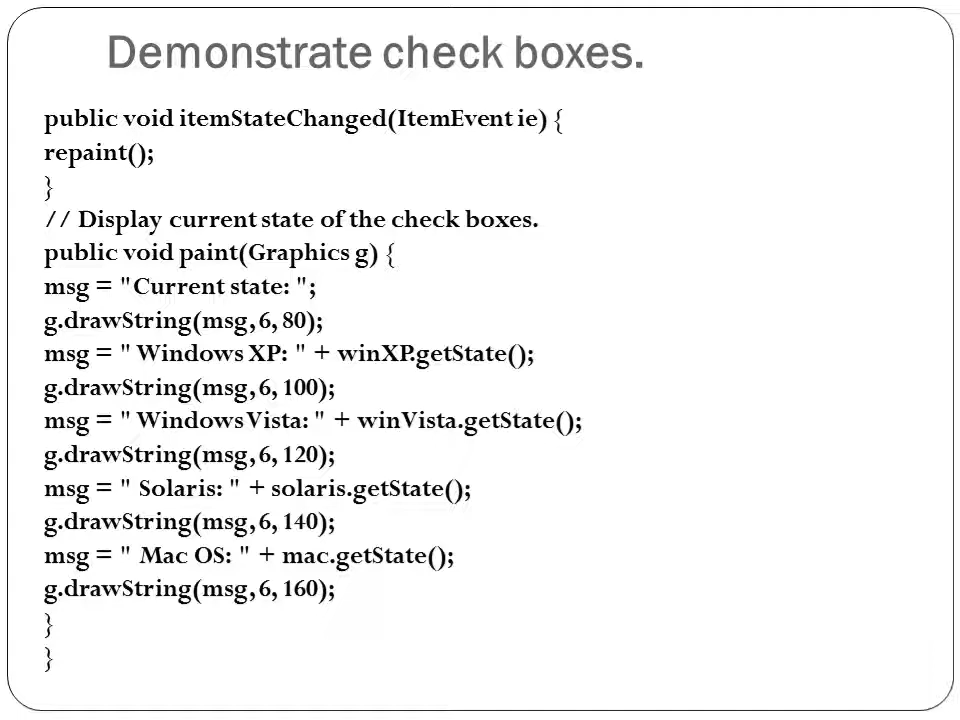 Demonstrate check boxes.
public void itemStateChanged(ItemEvent ie) {
repaint();
}
// Display current state of the check boxes.
public void paint(Graphics g) {
msg = "Current state: ";
g.drawString(msg, 6, 80);
msg = " Windows XP: " + winXP.getState();
g.drawString(msg, 6, 100);
msg = " Windows Vista: " + winVista.getState();
g.drawString(msg, 6, 120);
msg = " Solaris: " + solaris.getState();
g.drawString(msg, 6, 140);
msg = " Mac OS: " + mac.getState();
g.drawString(msg, 6, 160);
}
}